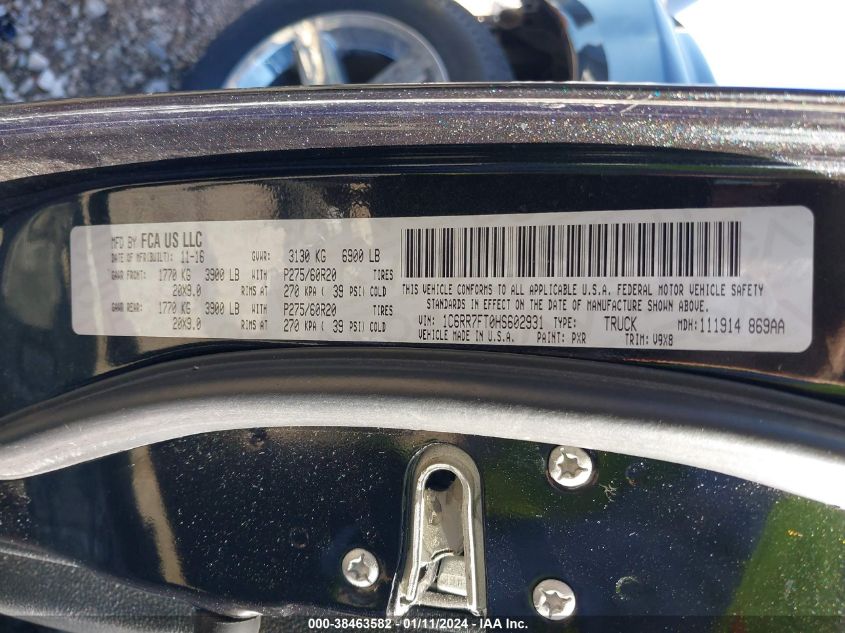 MFD BY FCA US LLC
DATE OF MFR(BUILT): 11-16 GVWR: 3130 KG 6900 LB
GAWR FRONT: 1770 KG 3900 LB WITH P275/60R20 TIRES
20X9.0 RIMS AT 270 KPA ( 39 PSI) COLD
GAWR REAR: 1770 KG 3900 LB WITH P275/60R20 TIRES
20X9.0 RIMS AT 270 KPA ( 39 PSI) COLD
THIS VEHICLE CONFORMS TO ALL APPLICABLE U.S.A. FEDERAL MOTOR VEHICLE SAFETY
STANDARDS IN EFFECT ON THE DATE OF MANUFACTURE SHOWN ABOVE.
VIN: 1C6RR7FT0HS602931 TYPE: TRUCK MDH: 111914 869AA
VEHICLE MADE IN U.S.A. PAINT: PXR TRIM: V9X8
000-38463582 - 01/11/2024 - IAA Inc.